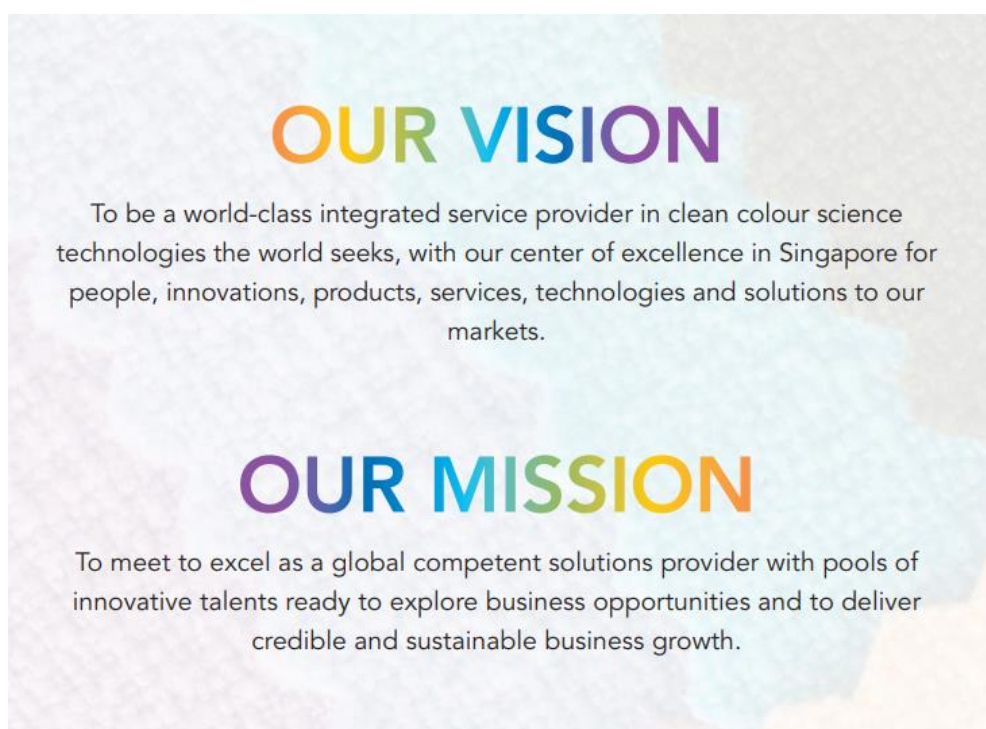 OUR VISION
To be a world-class integrated service provider in clean colour science
technologies the world seeks, with our center of excellence in Singapore for
people, innovations, products, services, technologies and solutions to our
markets.
OUR MISSION
To meet to excel as a global competent solutions provider with pools of
innovative talents ready to explore business opportunities and to deliver
credible and sustainable business growth.